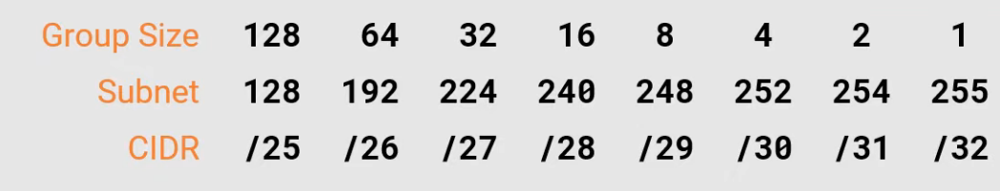 Group Size 128 64 32 16 8 4 2 1
Subnet 128 192 224 240 248 252 254 255
CIDR /25 /26 /27 /28 /29 /30 /31 /32